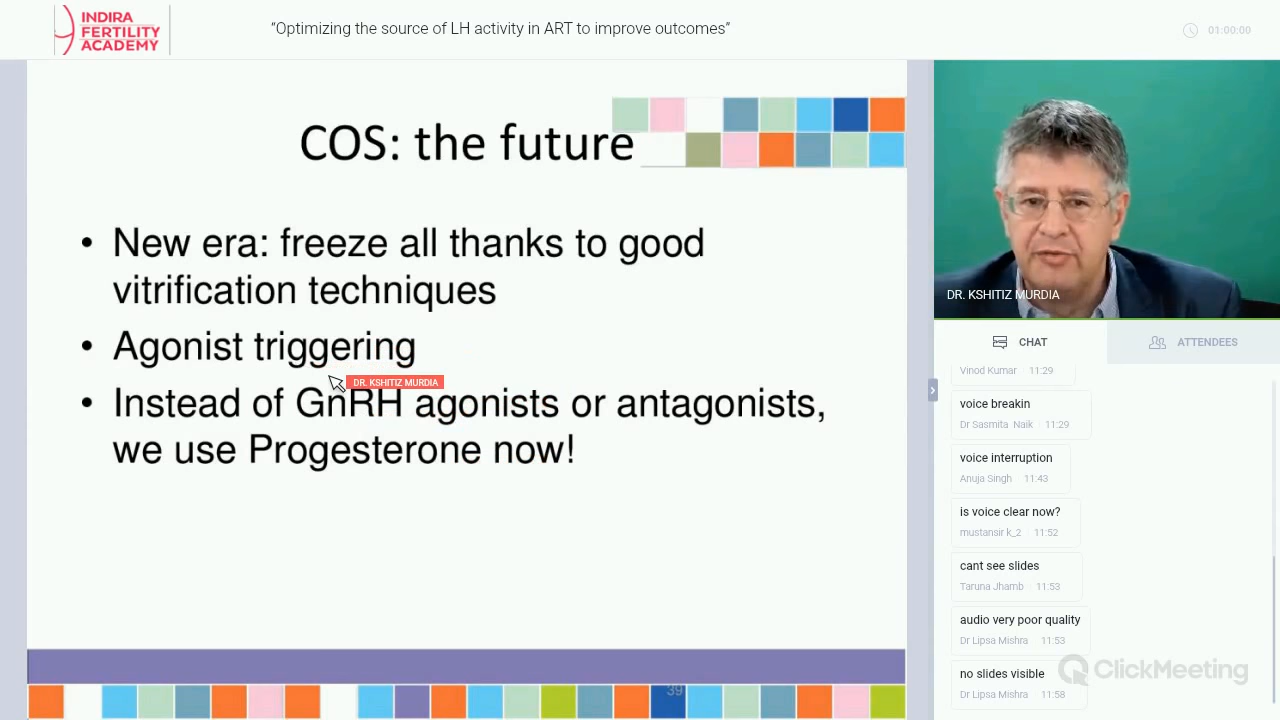 INDIRA
FERTILITY
ACADEMY
“Optimizing the source of LH activity in ART to improve outcomes”
01:00:00
COS: the future
• New era: freeze all thanks to good
vitrification techniques
• Agonist triggering
DR. KSHITIZ MURDIA
• Instead of GnRH agonists or antagonists,
we use Progesterone now!
39
DR. KSHITIZ MURDIA
CHAT
ATTENDEES
Vinod Kumar 11:29
voice breakin
Dr Sasmita Naik 11:29
voice interruption
Anuja Singh 11:43
is voice clear now?
mustansir k_2 11:52
cant see slides
Taruna Jhamb 11:53
audio very poor quality
Dr Lipsa Mishra 11:53
no slides visible
Dr Lipsa Mishra 11:58
ClickMeeting